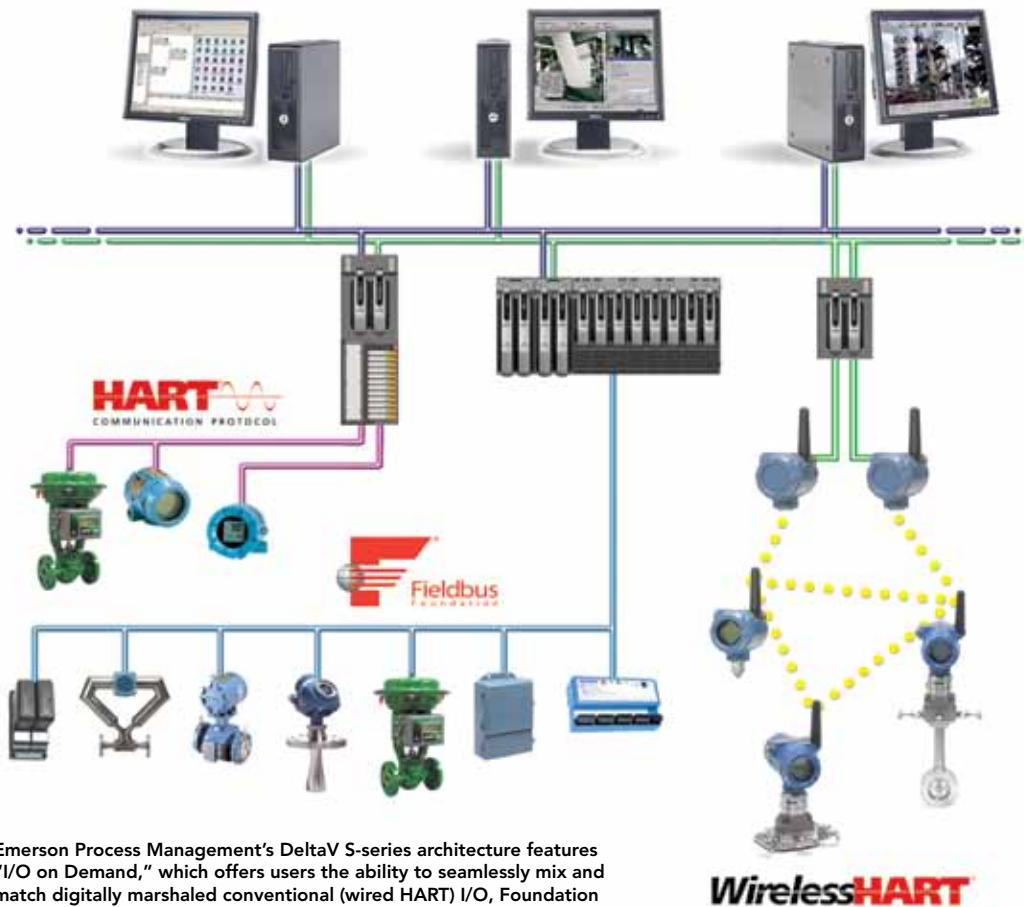 HART
COMMUNICATION PROTOCOL
Fieldbus
Foundation
Emerson Process Management's DeltaV S-series architecture features
"I/O on Demand," which offers users the ability to seamlessly mix and
match digitally marshaled conventional (wired HART) I/O, Foundation
WirelessHART